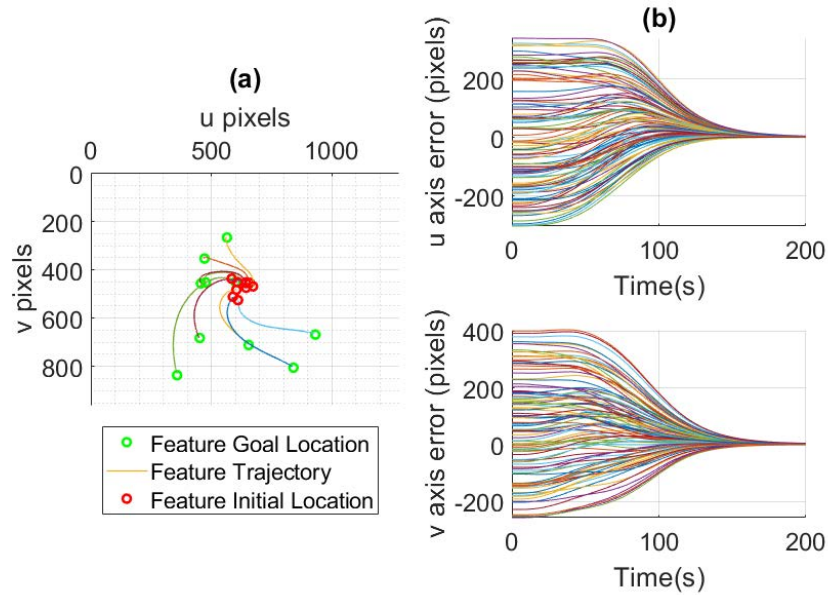 (a)
u pixels
0 500 1000
0
200
400
600
800
v pixels
Feature Goal Location
Feature Trajectory
Feature Initial Location
(b)
u axis error (pixels)
200
0
-200
0 100 200
Time(s)
v axis error (pixels)
400
200
0
-200
0 100 200
Time(s)